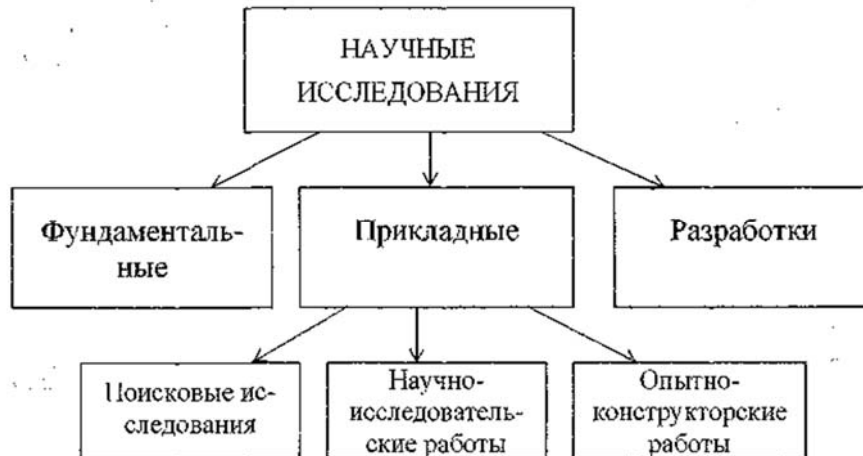 НАУЧНЫЕ
ИССЛЕДОВАНИЯ
Фундаменталь-
ные
Прикладные
Разработки
Поисковые ис-
следования
Научно-
исследователь-
ские работы
Опытно-
конструкторские
работы